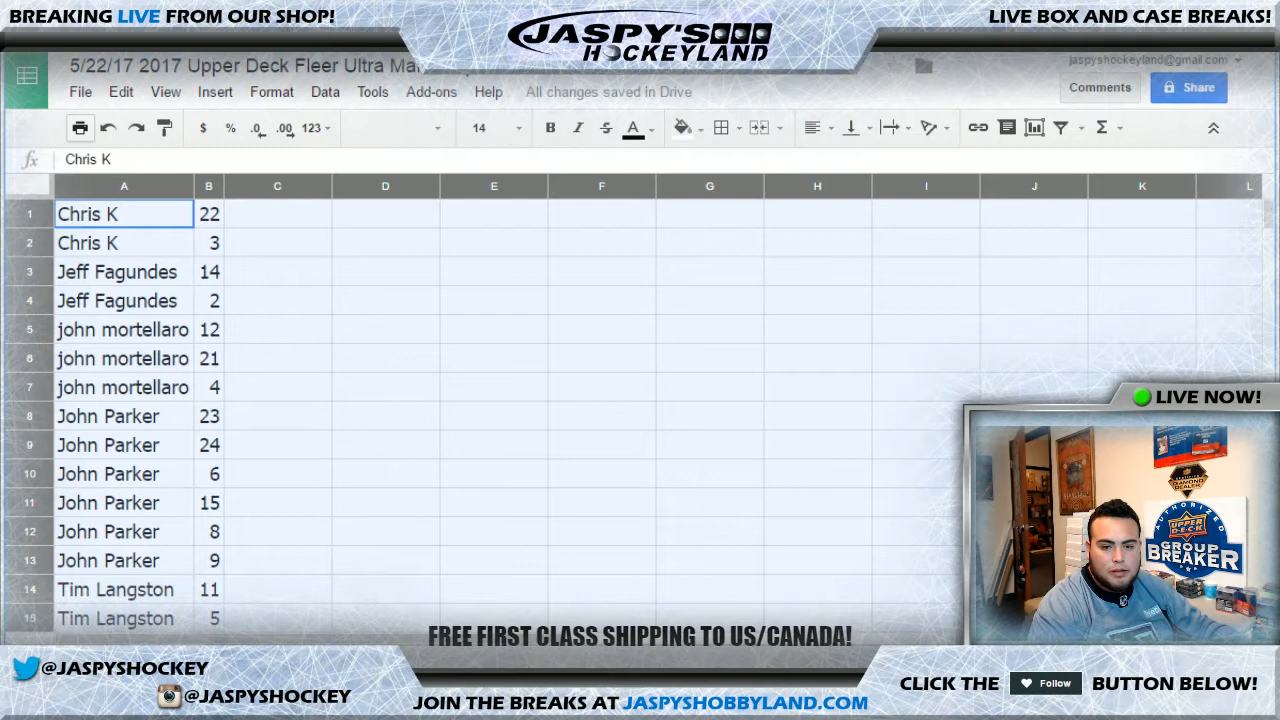 BREAKING LIVE FROM OUR SHOP!
JASPY'S
HOCKEYLAND
LIVE BOX AND CASE BREAKS!
5/22/17 2017 Upper Deck Fleer Ultra
jaspyshockeyland@gmail.com
File Edit View Insert Format Data Tools Add-ons Help All changes saved in Drive
Comments
Share
$ % .0 .00 123 14 B I S A Σ
fx Chris K
A B C D E F G H I J K L
1 Chris K 22
2 Chris K 3
3 Jeff Fagundes 14
4 Jeff Fagundes 2
5 john mortellaro 12
6 john mortellaro 21
7 john mortellaro 4
8 John Parker 23
9 John Parker 24
10 John Parker 6
11 John Parker 15
12 John Parker 8
13 John Parker 9
14 Tim Langston 11
15 Tim Langston 5
LIVE NOW!
DIAMOND
DEALER
AUTHORIZED
UPPER
DECK
GROUP
BREAKER
FREE FIRST CLASS SHIPPING TO US/CANADA!
@JASPYSHOCKEY
@JASPYSHOCKEY
JOIN THE BREAKS AT JASPYSHOBBYLAND.COM
CLICK THE Follow BUTTON BELOW!